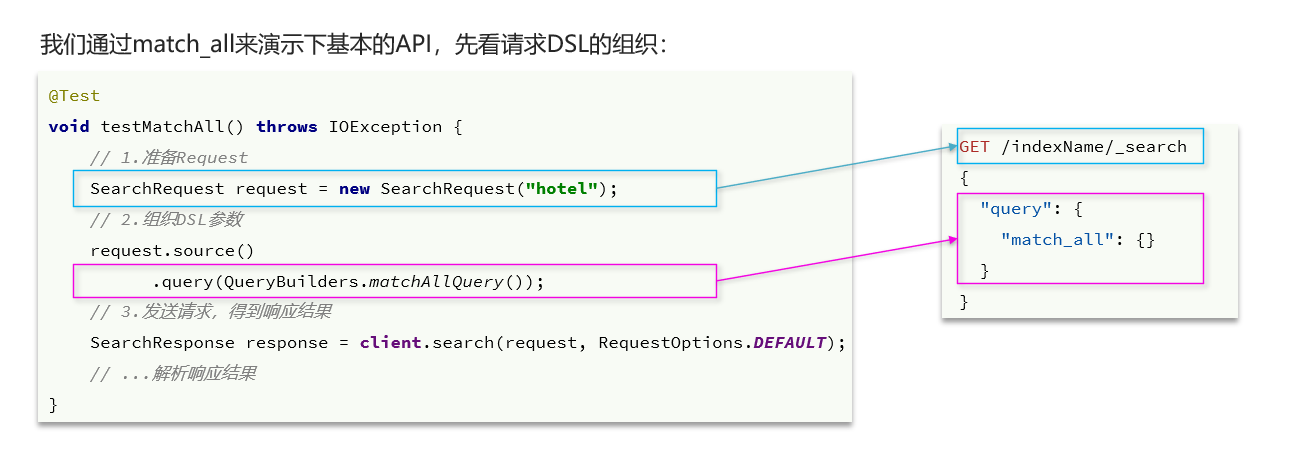 我们通过match_all来演示下基本的API，先看请求DSL的组织：
@Test
void testMatchAll() throws IOException {
// 1.准备Request
SearchRequest request = new SearchRequest("hotel");
// 2.组织DSL参数
request.source()
.query(QueryBuilders.matchAllQuery());
// 3.发送请求，得到响应结果
SearchResponse response = client.search(request, RequestOptions.DEFAULT);
// ...解析响应结果
}
GET /indexName/_search
{
"query": {
"match_all": {}
}
}